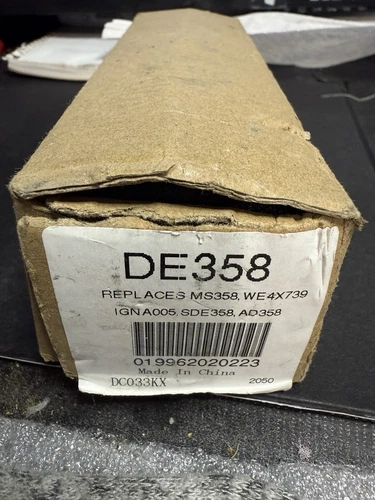 DE358
REPLACES MS358, WE4X739
IGNA005, SDE358, AD358
019962020223
Made In China
DC033KX 2050